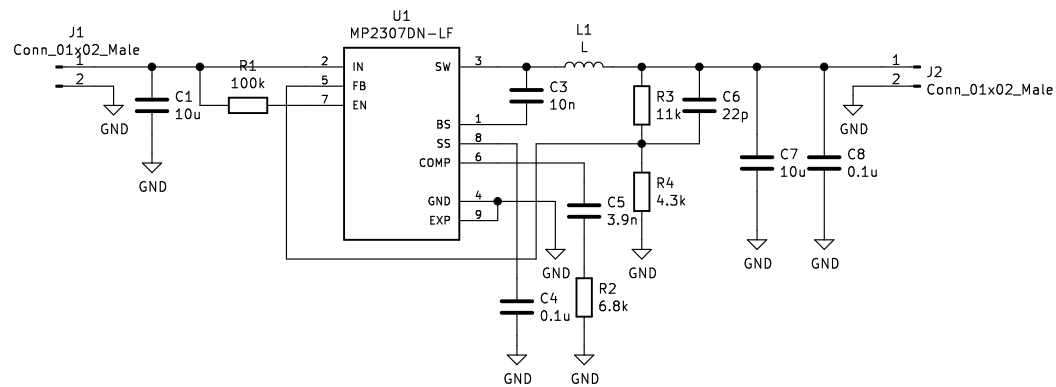 U1
MP2307DN-LF
J1
Conn_01x02_Male
1
2
GND
C1
10u
GND
R1
100k
2 IN
5 FB
7 EN
SW 3
BS 1
SS 8
COMP 6
GND 4
EXP 9
C3
10n
L1
L
R3
11k
C6
22p
R4
4.3k
GND
C5
3.9n
GND
R2
6.8k
GND
C4
0.1u
GND
C7
10u
GND
C8
0.1u
GND
1
2
J2
Conn_01x02_Male
GND